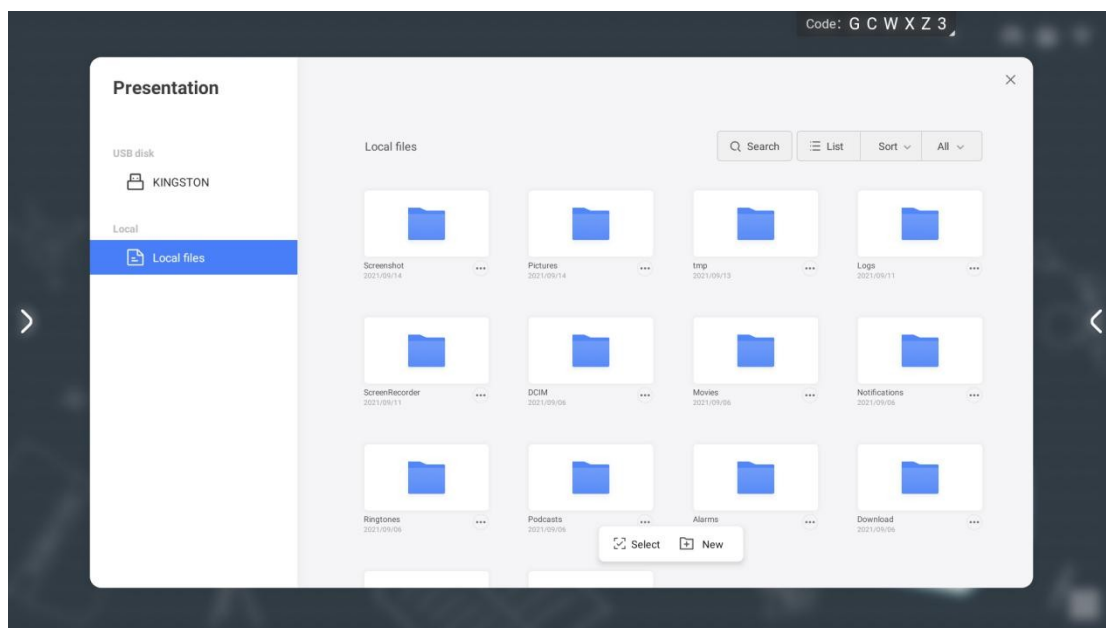 Code: G C W X Z 3
Presentation
USB disk
KINGSTON
Local
Local files
Local files
Search
List
Sort
All
Screenshot
2021/09/14
Pictures
2021/09/14
tmp
2021/09/13
Logs
2021/09/11
ScreenRecorder
2021/09/11
DCIM
2021/09/06
Movies
2021/09/06
Notifications
2021/09/06
Ringtones
2021/09/06
Podcasts
2021/09/06
Alarms
Download
2021/09/06
Select
New